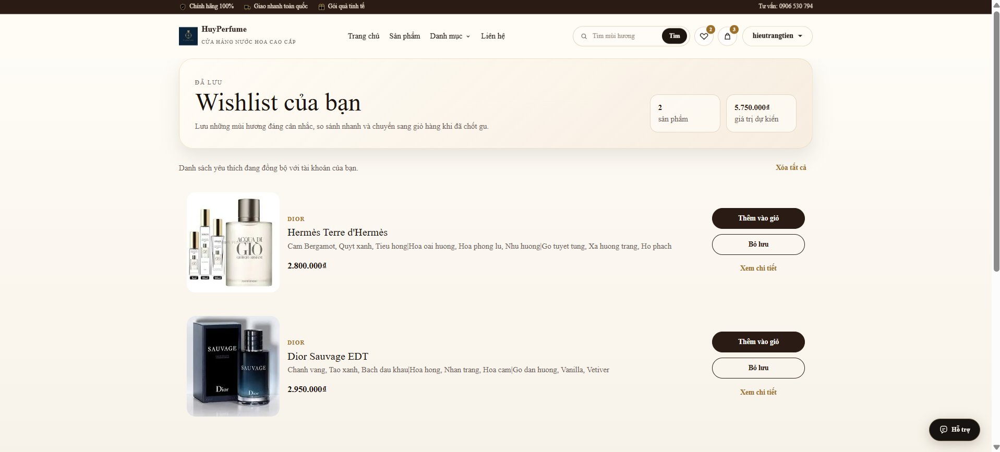 Chính hãng 100% Giao nhanh toàn quốc Gói quà tinh tế Tư vấn: 0906 530 794
HuyPerfume
CỬA HÀNG NƯỚC HOA CAO CẤP
Trang chủ Sản phẩm Danh mục Liên hệ
Tìm mùi hương Tìm 2 3 hieutrangtien
ĐÃ LƯU
Wishlist của bạn
Lưu những mùi hương đáng cân nhắc, so sánh nhanh và chuyển sang giỏ hàng khi đã chốt gu.
2
sản phẩm
5.750.000₫
giá trị dự kiến
Danh sách yêu thích đang đồng bộ với tài khoản của bạn. Xóa tất cả
ACQUA DI
GIÒ
GIORGIO ARMANI
5ml 10ml 20ml
DIOR
Hermès Terre d'Hermès
Cam Bergamot, Quyt xanh, Tieu hong|Hoa oai huong, Hoa phong lu, Nhu huong|Go tuyet tung, Xa huong trang, Ho phach
2.800.000₫
Thêm vào giỏ
Bỏ lưu
Xem chi tiết
SAUVAGE
Dior
SAUVAGE
Dior
DIOR
Dior Sauvage EDT
Chanh vang, Tao xanh, Bach dau khau|Hoa hong, Nhan trang, Hoa cam|Go dan huong, Vanilla, Vetiver
2.950.000₫
Thêm vào giỏ
Bỏ lưu
Xem chi tiết
Hỗ trợ